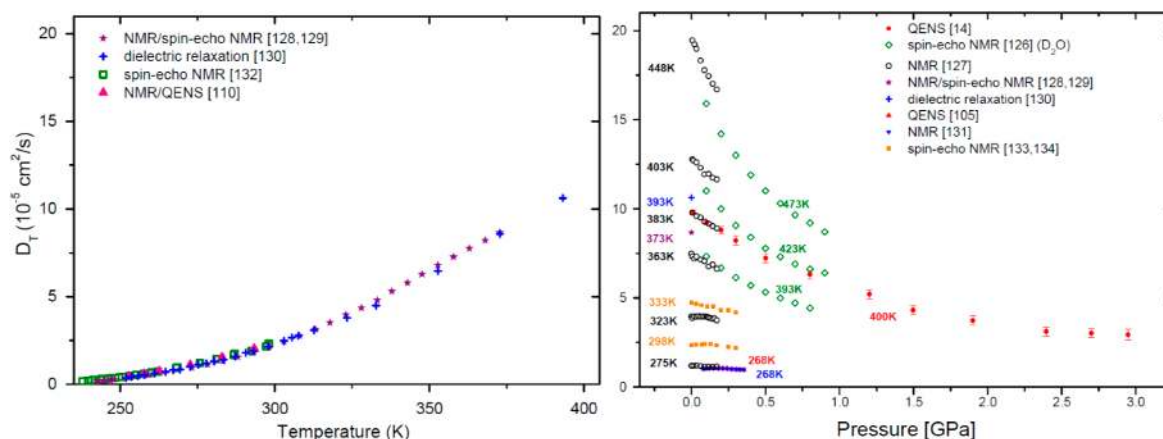 20
15
10
5
0
D_T (10^-5 cm²/s)
NMR/spin-echo NMR [128,129]
dielectric relaxation [130]
spin-echo NMR [132]
NMR/QENS [110]
250
300
350
400
Temperature (K)
20
15
10
5
0
QENS [14]
spin-echo NMR [126] (D₂O)
NMR [127]
NMR/spin-echo NMR [128,129]
dielectric relaxation [130]
QENS [105]
NMR [131]
spin-echo NMR [133,134]
448K
403K
393K
383K
373K
363K
333K
323K
298K
275K
473K
423K
393K
400K
268K
268K
0.0
0.5
1.0
1.5
2.0
2.5
3.0
Pressure [GPa]